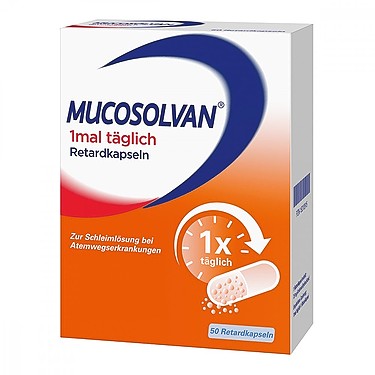 MUCOSOLVAN®
1mal täglich
Retardkapseln
Zur Schleimlösung bei
Atemwegserkrankungen
1x
täglich
50 Retardkapseln